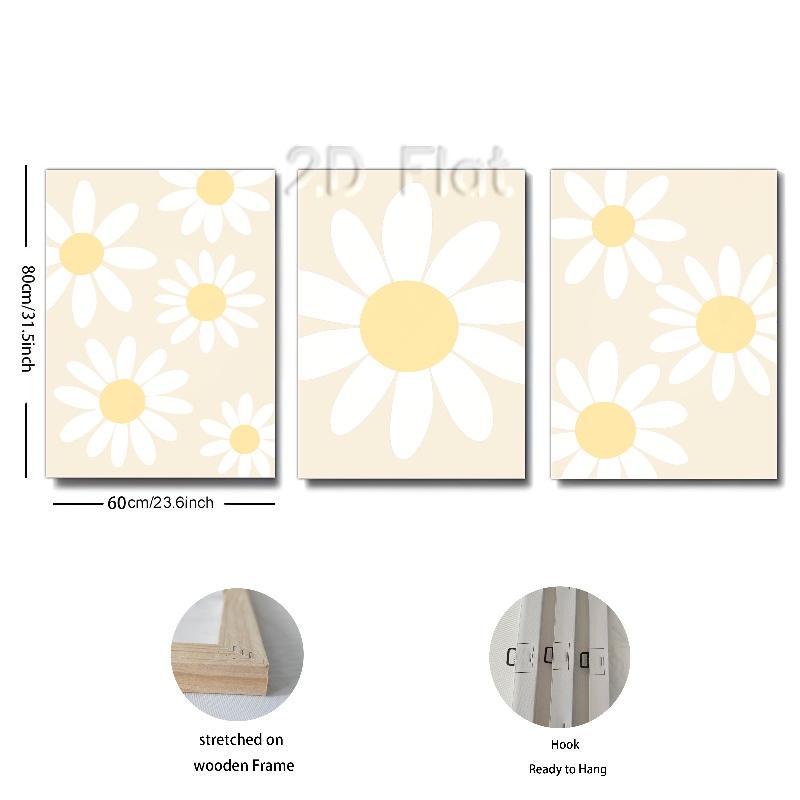 2D Flat
80cm/31.5inch
60cm/23.6inch
stretched on
wooden Frame
Hook
Ready to Hang